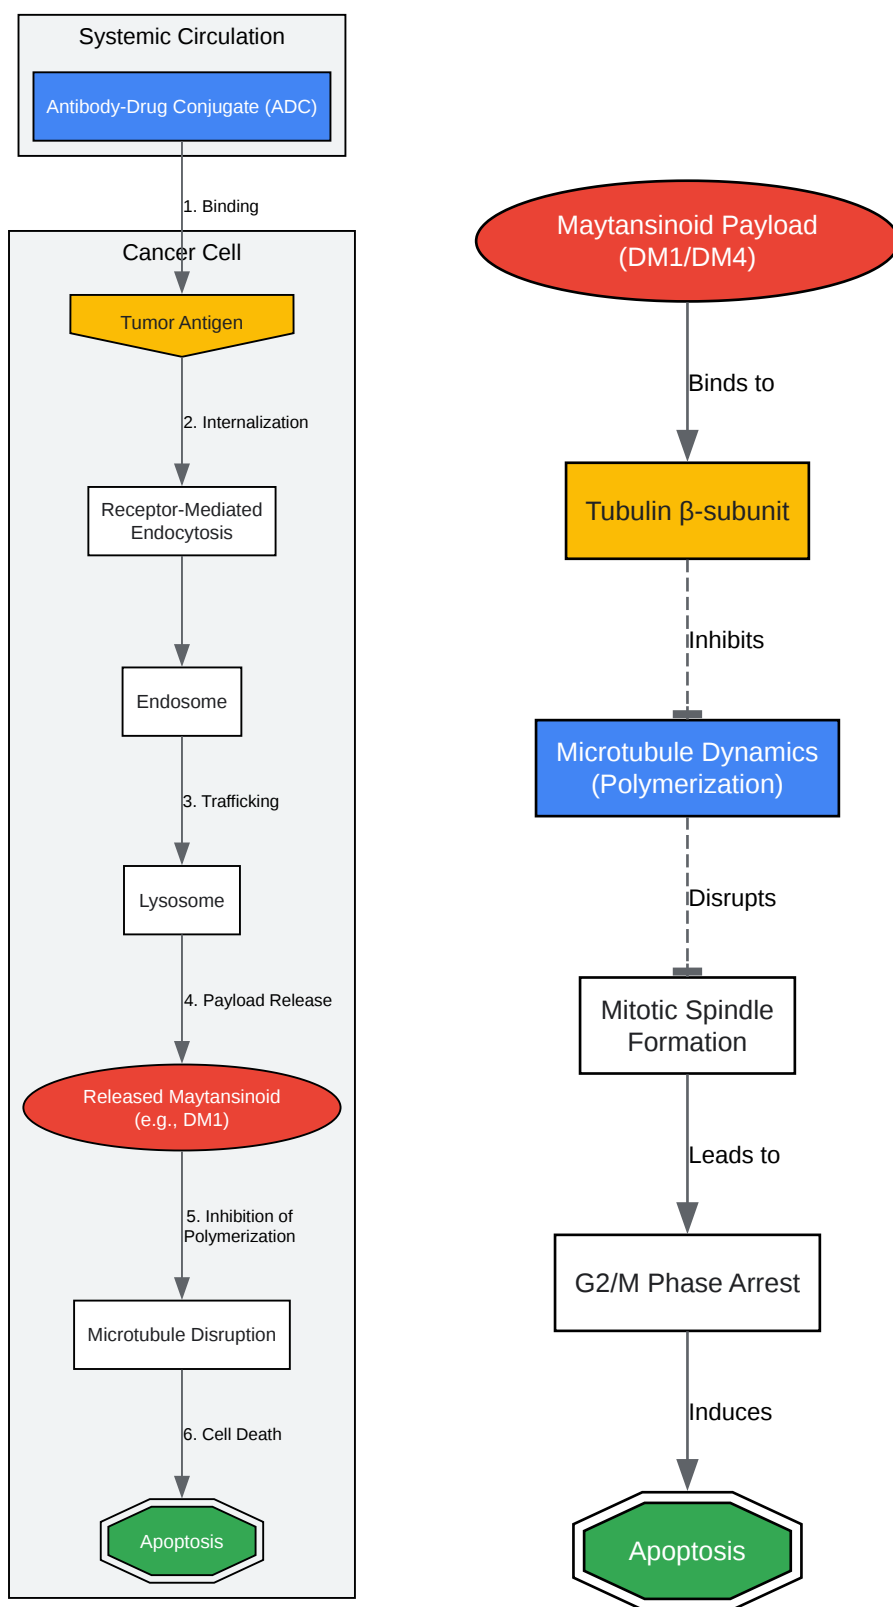 Systemic Circulation
Antibody-Drug Conjugate (ADC)
1. Binding
Cancer Cell
Tumor Antigen
2. Internalization
Receptor-Mediated
Endocytosis
Endosome
3. Trafficking
Lysosome
4. Payload Release
Released Maytansinoid
(e.g., DM1)
5. Inhibition of
Polymerization
Microtubule Disruption
6. Cell Death
Apoptosis
Maytansinoid Payload
(DM1/DM4)
Binds to
Tubulin β-subunit
Inhibits
Microtubule Dynamics
(Polymerization)
Disrupts
Mitotic Spindle
Formation
Leads to
G2/M Phase Arrest
Induces
Apoptosis